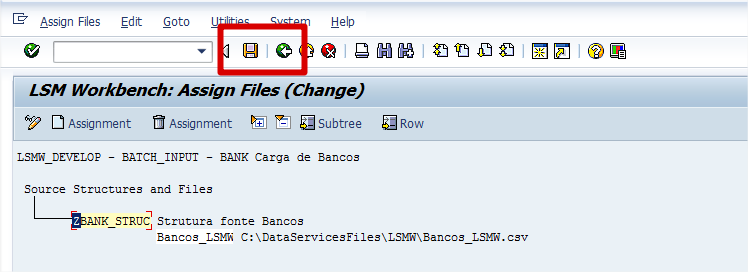 Assign Files Edit Goto Utilities System Help
LSM Workbench: Assign Files (Change)
Assignment Assignment Subtree Row
LSMW_DEVELOP - BATCH_INPUT - BANK Carga de Bancos
Source Structures and Files
ZBANK_STRUC Strutura fonte Bancos
Bancos_LSMW C:\DataServicesFiles\LSMW\Bancos_LSMW.csv